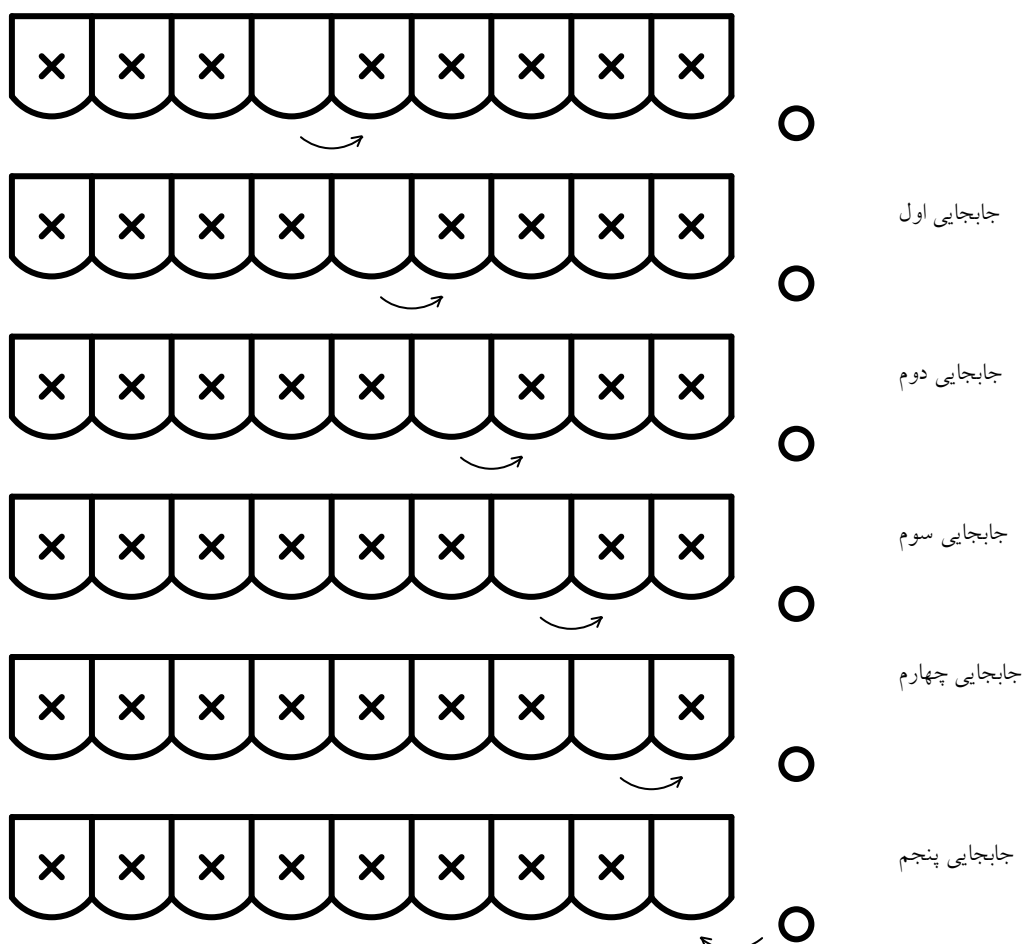 جابجایی اول
جابجایی دوم
جابجایی سوم
جابجایی چهارم
جابجایی پنجم